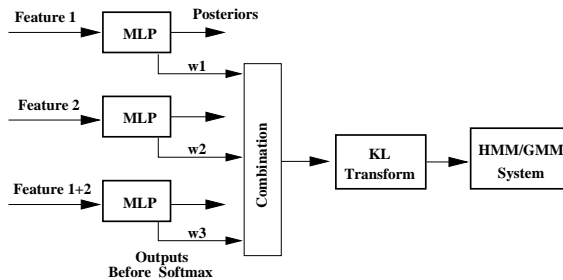 Feature 1
MLP
Posteriors
w1
Feature 2
MLP
w2
Feature 1+2
MLP
w3
Outputs
Before Softmax
Combination
KL
Transform
HMM/GMM
System